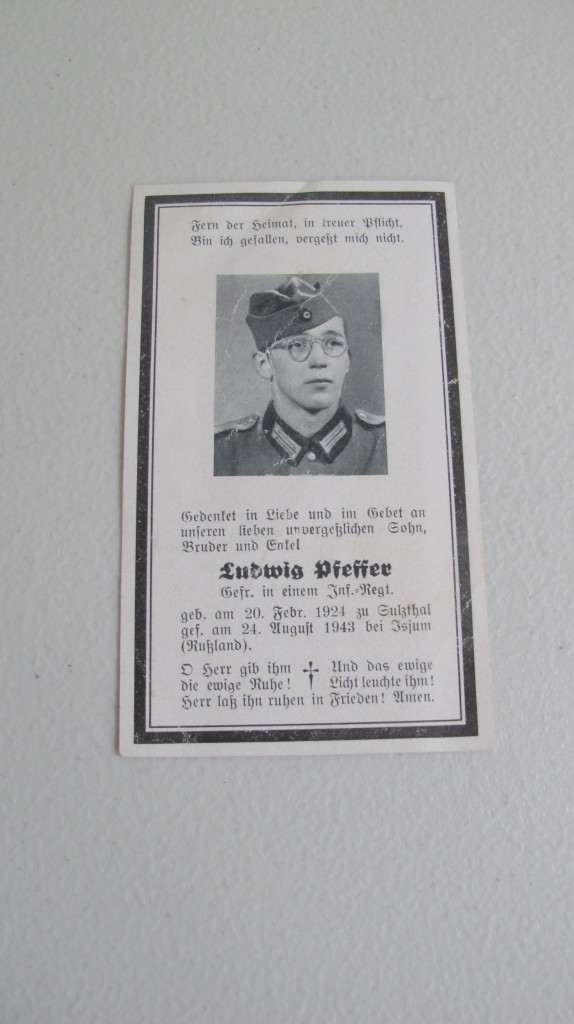 Fern der Heimat, in treuer Pflicht,
Bin ich gefallen, vergeßt mich nicht.
Gedenket in Liebe und im Gebet an
unseren lieben unvergeßlichen Sohn,
Bruder und Enkel
Ludwig Pfeffer
Gefr. in einem Inf.-Regt.
geb. am 20. Febr. 1924 zu Sulzthal
gef. am 24. August 1943 bei Isjum
(Rußland).
O Herr gib ihm † Und das ewige
die ewige Ruhe! Licht leuchte ihm!
Herr laß ihn ruhen in Frieden! Amen.